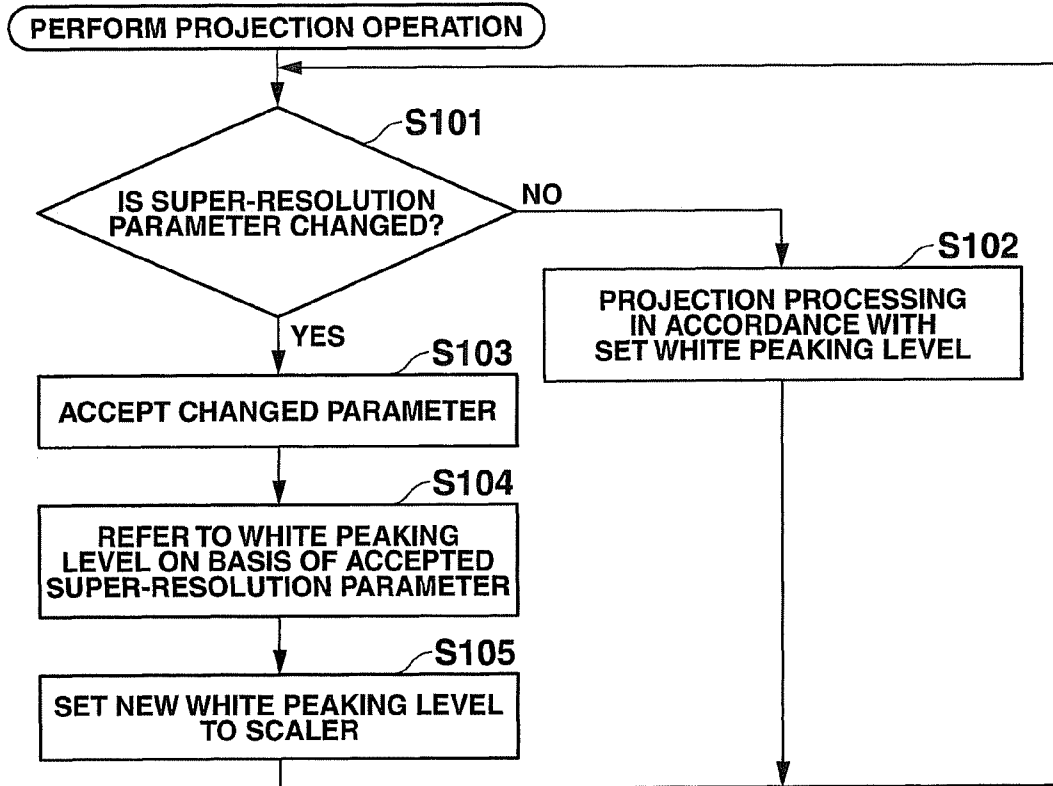 PERFORM PROJECTION OPERATION
S101
IS SUPER-RESOLUTION
PARAMETER CHANGED?
NO
S102
PROJECTION PROCESSING
IN ACCORDANCE WITH
SET WHITE PEAKING LEVEL
YES
S103
ACCEPT CHANGED PARAMETER
S104
REFER TO WHITE PEAKING
LEVEL ON BASIS OF ACCEPTED
SUPER-RESOLUTION PARAMETER
S105
SET NEW WHITE PEAKING LEVEL
TO SCALER